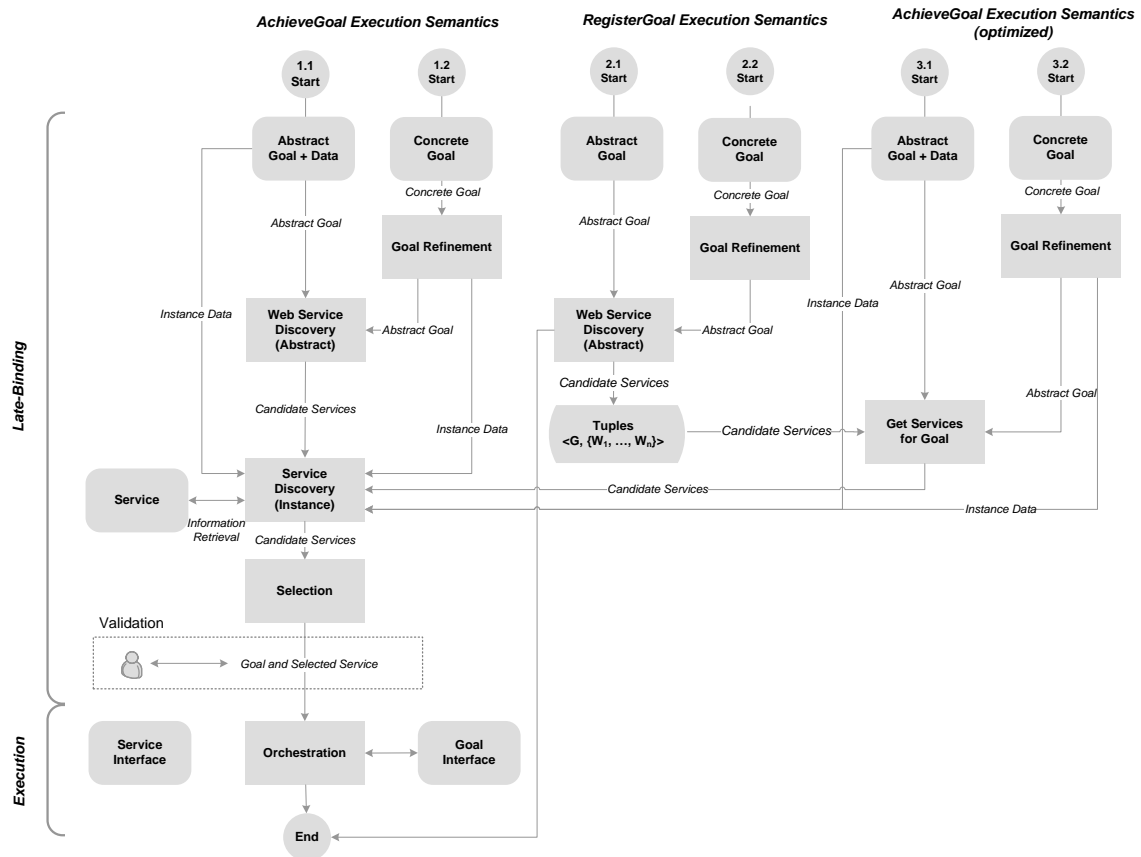 AchieveGoal Execution Semantics
RegisterGoal Execution Semantics
AchieveGoal Execution Semantics
(optimized)
1.1
Start
1.2
Start
2.1
Start
2.2
Start
3.1
Start
3.2
Start
Late-Binding
Abstract
Goal + Data
Concrete
Goal
Abstract
Goal
Concrete
Goal
Abstract
Goal + Data
Concrete
Goal
Concrete Goal
Concrete Goal
Concrete Goal
Abstract Goal
Goal Refinement
Abstract Goal
Goal Refinement
Goal Refinement
Abstract Goal
Instance Data
Web Service
Discovery
(Abstract)
Abstract Goal
Web Service
Discovery
(Abstract)
Abstract Goal
Instance Data
Candidate Services
Abstract Goal
Candidate Services
Instance Data
Tuples
<G, {W1, …, Wn}>
Candidate Services
Get Services
for Goal
Service
Service
Discovery
(Instance)
Candidate Services
Information
Retrieval
Instance Data
Candidate Services
Selection
Validation
Goal and Selected Service
Execution
Service
Interface
Orchestration
Goal
Interface
End